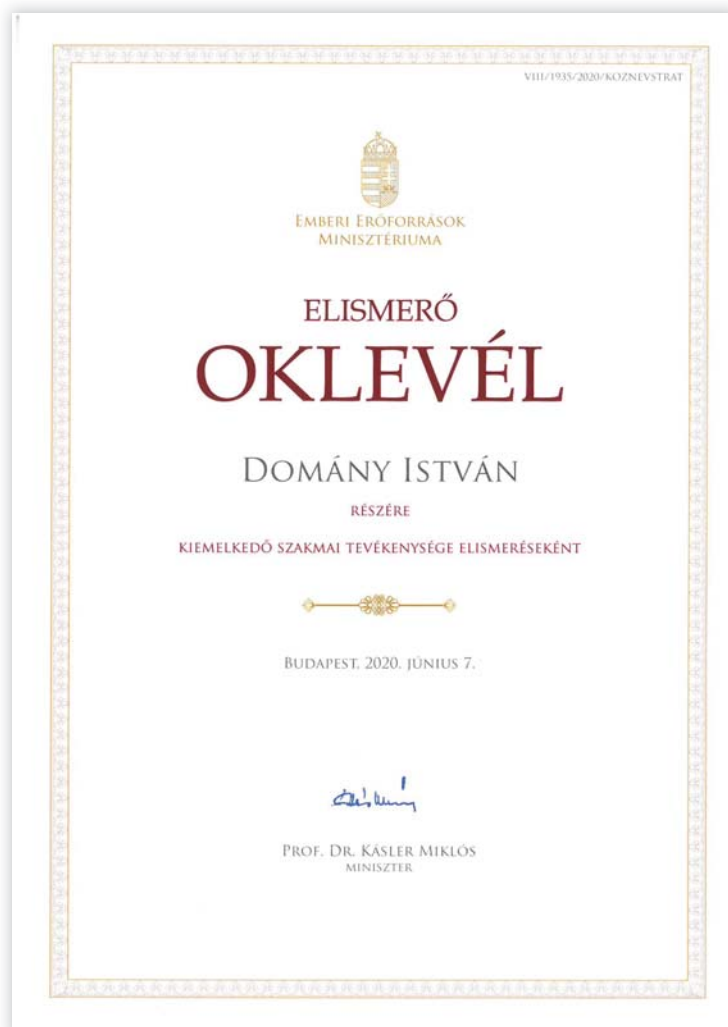 VIII/1935/2020/KOZNEVSTRAT
EMBERI ERŐFORRÁSOK
MINISZTÉRIUMA
ELISMERŐ
OKLEVÉL
DOMÁNY ISTVÁN
RÉSZÉRE
KIEMELKEDŐ SZAKMAI TEVÉKENYSÉGE ELISMERÉSEKÉNT
BUDAPEST, 2020. JÚNIUS 7.
PROF. DR. KÁSLER MIKLÓS
MINISZTER